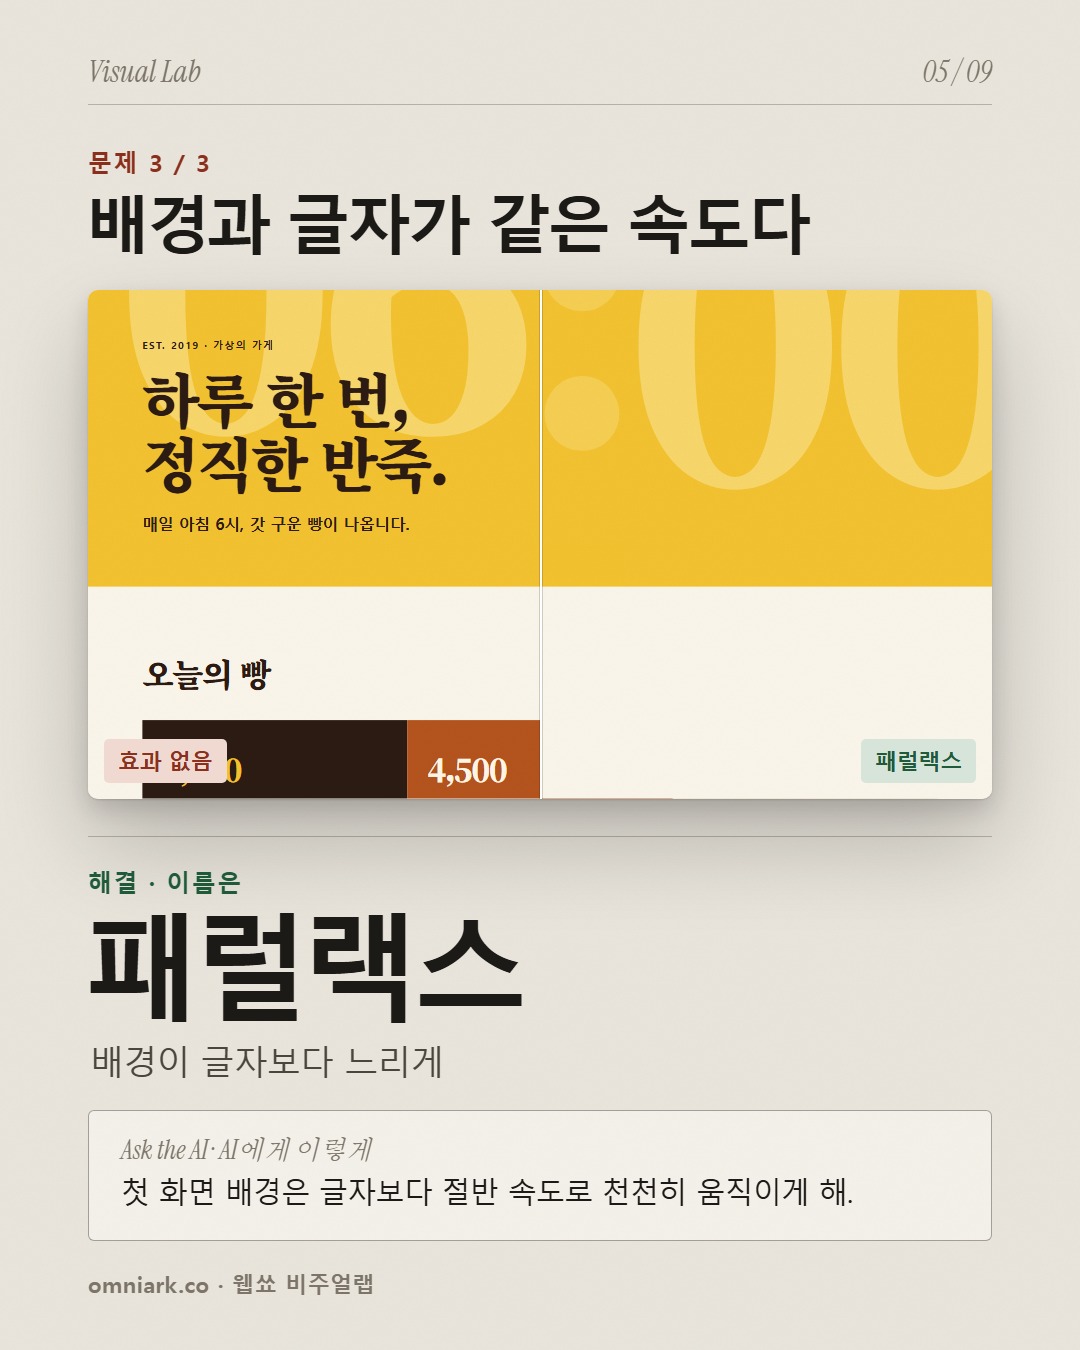 Visual Lab
05 / 09
문제 3 / 3
배경과 글자가 같은 속도다
06:00
EST. 2019 · 가상의 가게
하루 한 번,
정직한 반죽.
매일 아침 6시, 갓 구운 빵이 나옵니다.
오늘의 빵
4,500
효과 없음
패럴랙스
해결 · 이름은
패럴랙스
배경이 글자보다 느리게
Ask the AI · AI에게 이렇게
첫 화면 배경은 글자보다 절반 속도로 천천히 움직이게 해.
omniark.co · 웹쑈 비주얼랩